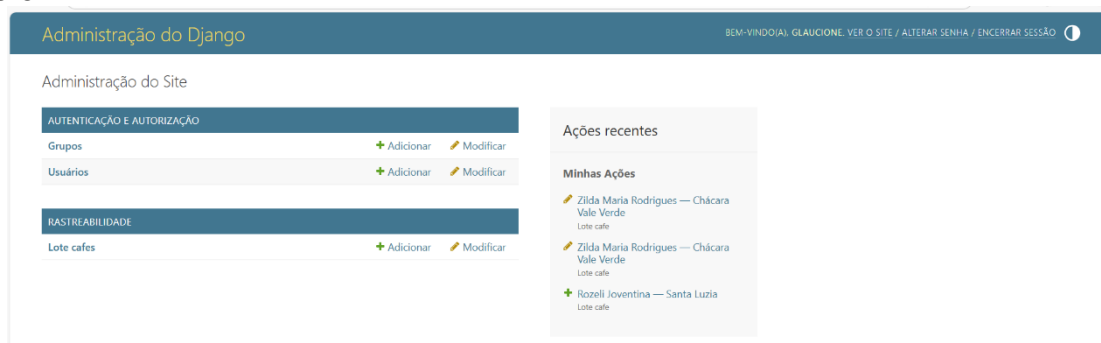 Administração do Django
BEM-VINDO(A), GLAUCIONE. VER O SITE / ALTERAR SENHA / ENCERRAR SESSÃO
Administração do Site
AUTENTICAÇÃO E AUTORIZAÇÃO
Grupos + Adicionar Modificar
Usuários + Adicionar Modificar
RASTREABILIDADE
Lote cafes + Adicionar Modificar
Ações recentes
Minhas Ações
Zilda Maria Rodrigues — Chácara
Vale Verde
Lote cafe
Zilda Maria Rodrigues — Chácara
Vale Verde
Lote cafe
+ Rozeli Joventina — Santa Luzia
Lote cafe